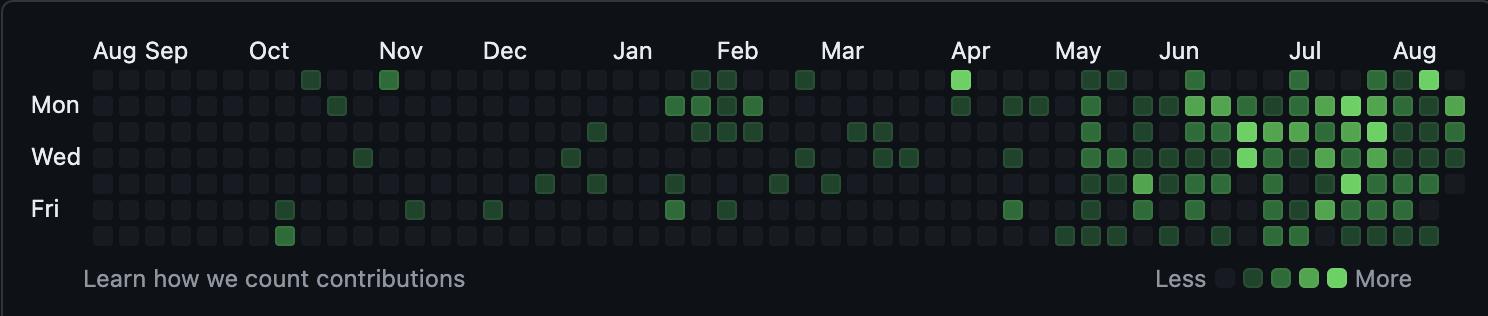 Aug Sep Oct Nov Dec Jan Feb Mar Apr May Jun Jul Aug
Mon
Wed
Fri
Learn how we count contributions
Less More